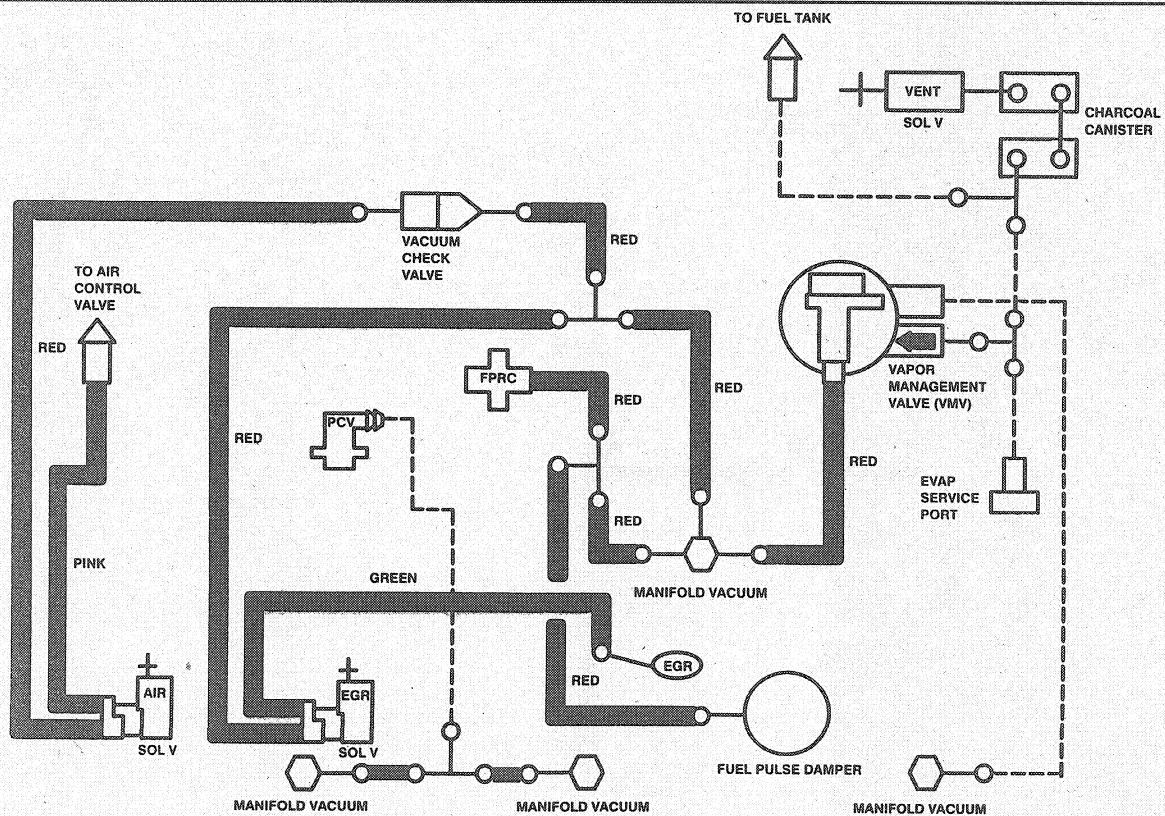 TO FUEL TANK
VENT
SOL V
CHARCOAL
CANISTER
VACUUM
CHECK
VALVE
RED
TO AIR
CONTROL
VALVE
RED
FPRC
RED
RED
VAPOR
MANAGEMENT
VALVE (VMV)
PCV
RED
RED
EVAP
SERVICE
PORT
RED
PINK
GREEN
MANIFOLD VACUUM
EGR
RED
AIR
SOL V
EGR
SOL V
FUEL PULSE DAMPER
MANIFOLD VACUUM
MANIFOLD VACUUM
MANIFOLD VACUUM